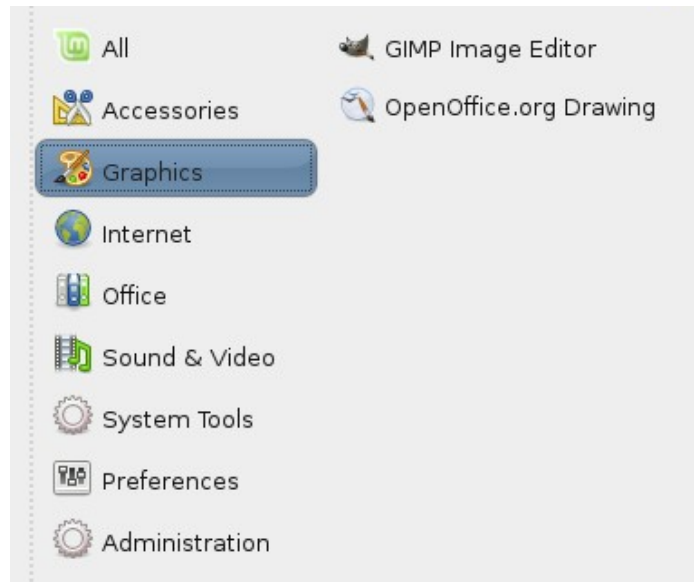 All
Accessories
Graphics
Internet
Office
Sound & Video
System Tools
Preferences
Administration
GIMP Image Editor
OpenOffice.org Drawing